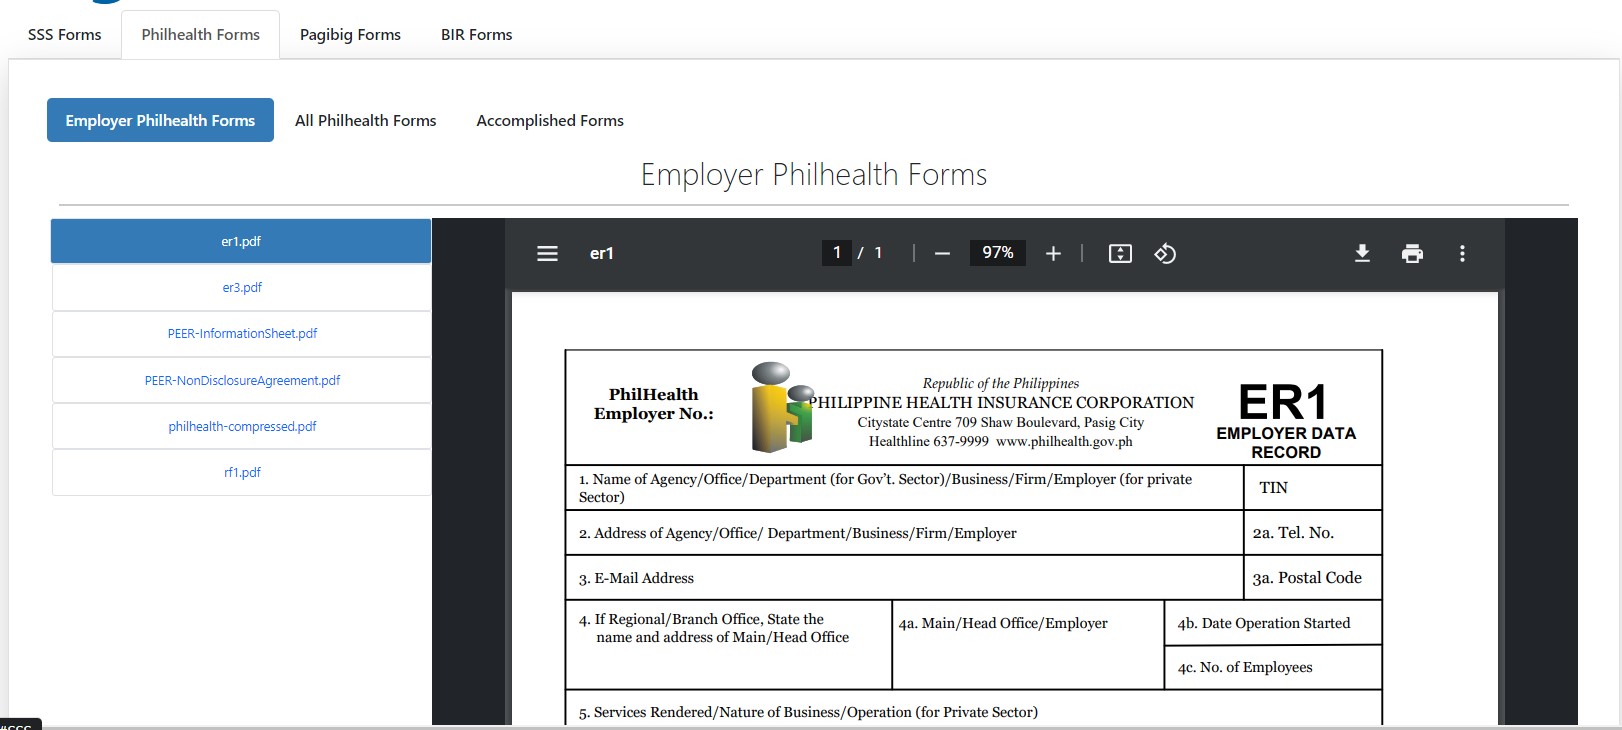 SSS Forms
Philhealth Forms
Pagibig Forms
BIR Forms
Employer Philhealth Forms
All Philhealth Forms
Accomplished Forms
Employer Philhealth Forms
er1.pdf
er3.pdf
PEER-InformationSheet.pdf
PEER-NonDisclosureAgreement.pdf
philhealth-compressed.pdf
rf1.pdf
er1
1 / 1
97%
PhilHealth
Employer No.:
Republic of the Philippines
PHILIPPINE HEALTH INSURANCE CORPORATION
Citystate Centre 709 Shaw Boulevard, Pasig City
Healthline 637-9999 www.philhealth.gov.ph
ER1
EMPLOYER DATA
RECORD
1. Name of Agency/Office/Department (for Gov't. Sector)/Business/Firm/Employer (for private
Sector)
TIN
2. Address of Agency/Office/ Department/Business/Firm/Employer
2a. Tel. No.
3. E-Mail Address
3a. Postal Code
4. If Regional/Branch Office, State the
name and address of Main/Head Office
4a. Main/Head Office/Employer
4b. Date Operation Started
4c. No. of Employees
5. Services Rendered/Nature of Business/Operation (for Private Sector)